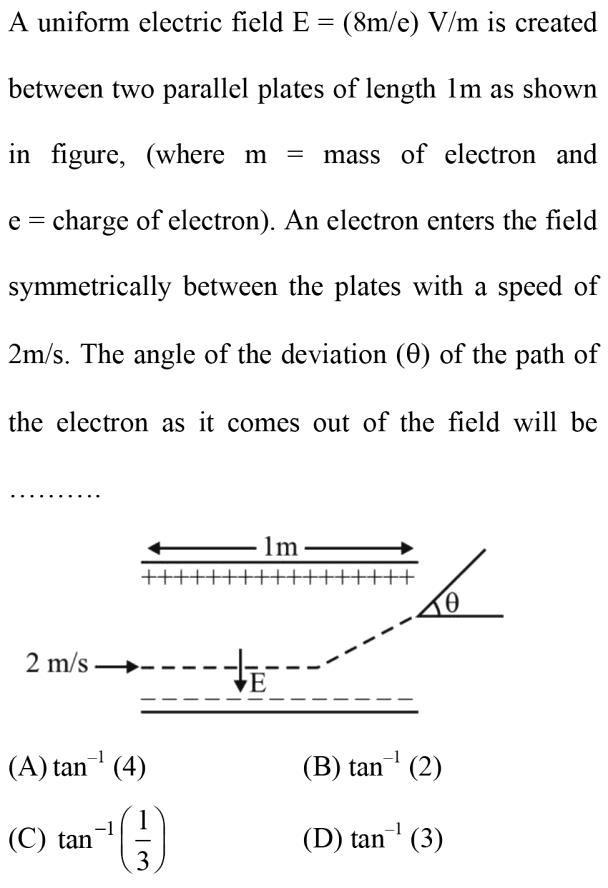 A uniform electric field E = (8m/e) V/m is created
between two parallel plates of length 1m as shown
in figure, (where m = mass of electron and
e = charge of electron). An electron enters the field
symmetrically between the plates with a speed of
2m/s. The angle of the deviation (θ) of the path of
the electron as it comes out of the field will be
..........
1m
+++++++++++++++++
θ
2 m/s
E
(A) tan⁻¹ (4) (B) tan⁻¹ (2)
(C) tan⁻¹ (1/3) (D) tan⁻¹ (3)